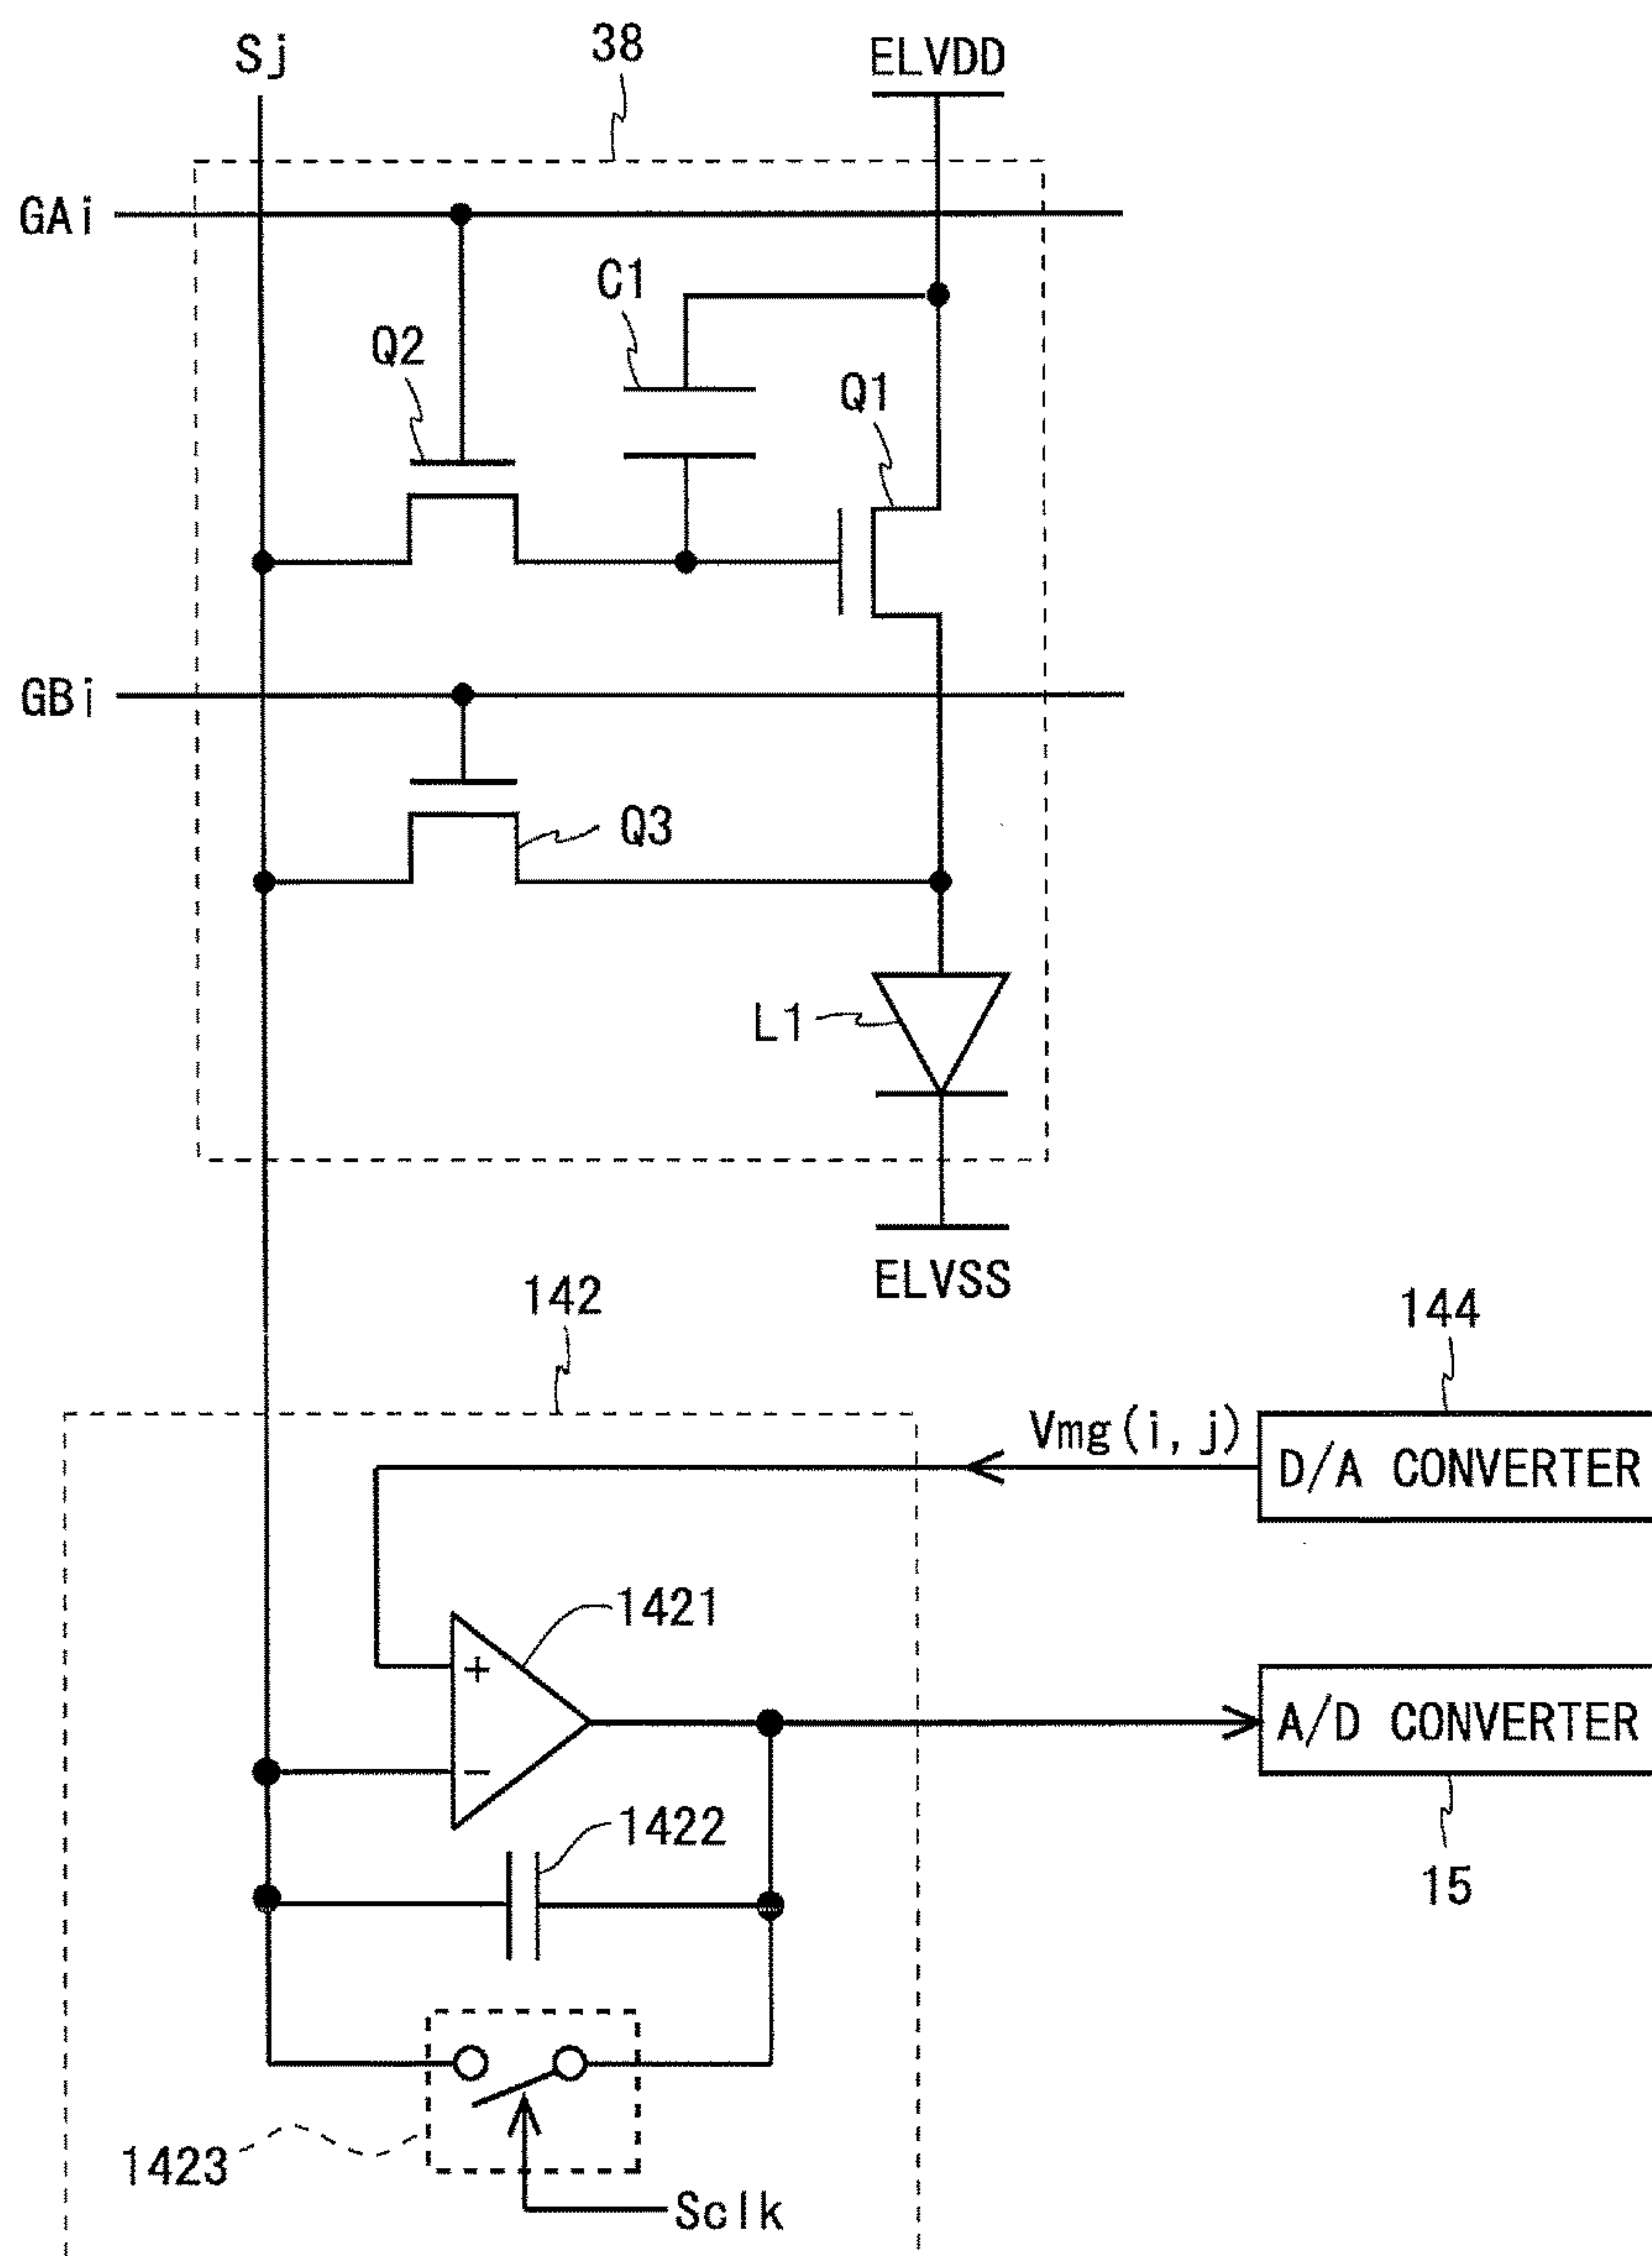 Sj
38
ELVDD
GAi
C1
Q2
Q1
GBi
Q3
L1
ELVSS
142
144
Vmg(i, j)
D/A CONVERTER
1421
+
A/D CONVERTER
−
1422
15
1423
Sclk